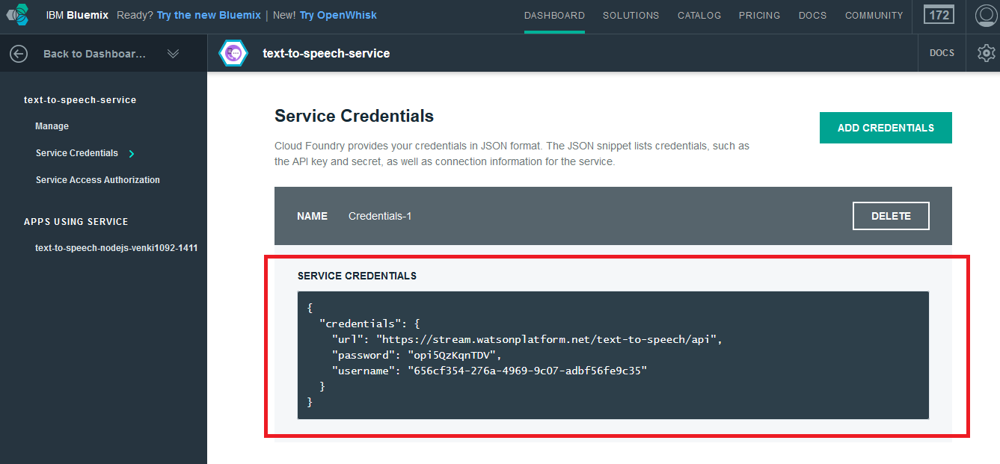 IBM Bluemix Ready? Try the new Bluemix | New! Try OpenWhisk
DASHBOARD SOLUTIONS CATALOG PRICING DOCS COMMUNITY 172
Back to Dashboar...
text-to-speech-service
DOCS
text-to-speech-service
Manage
Service Credentials
Service Access Authorization
APPS USING SERVICE
text-to-speech-nodejs-venki1092-1411
Service Credentials
ADD CREDENTIALS
Cloud Foundry provides your credentials in JSON format. The JSON snippet lists credentials, such as
the API key and secret, as well as connection information for the service.
NAME Credentials-1
DELETE
SERVICE CREDENTIALS
{
"credentials": {
"url": "https://stream.watsonplatform.net/text-to-speech/api",
"password": "opi5QzKqnTDV",
"username": "656cf354-276a-4969-9c07-adbf56fe9c35"
}
}